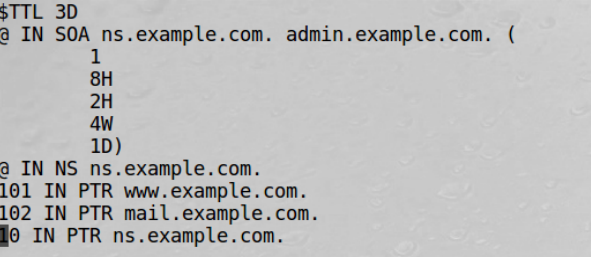 $TTL 3D
@ IN SOA ns.example.com. admin.example.com. (
1
8H
2H
4W
1D)
@ IN NS ns.example.com.
101 IN PTR www.example.com.
102 IN PTR mail.example.com.
10 IN PTR ns.example.com.